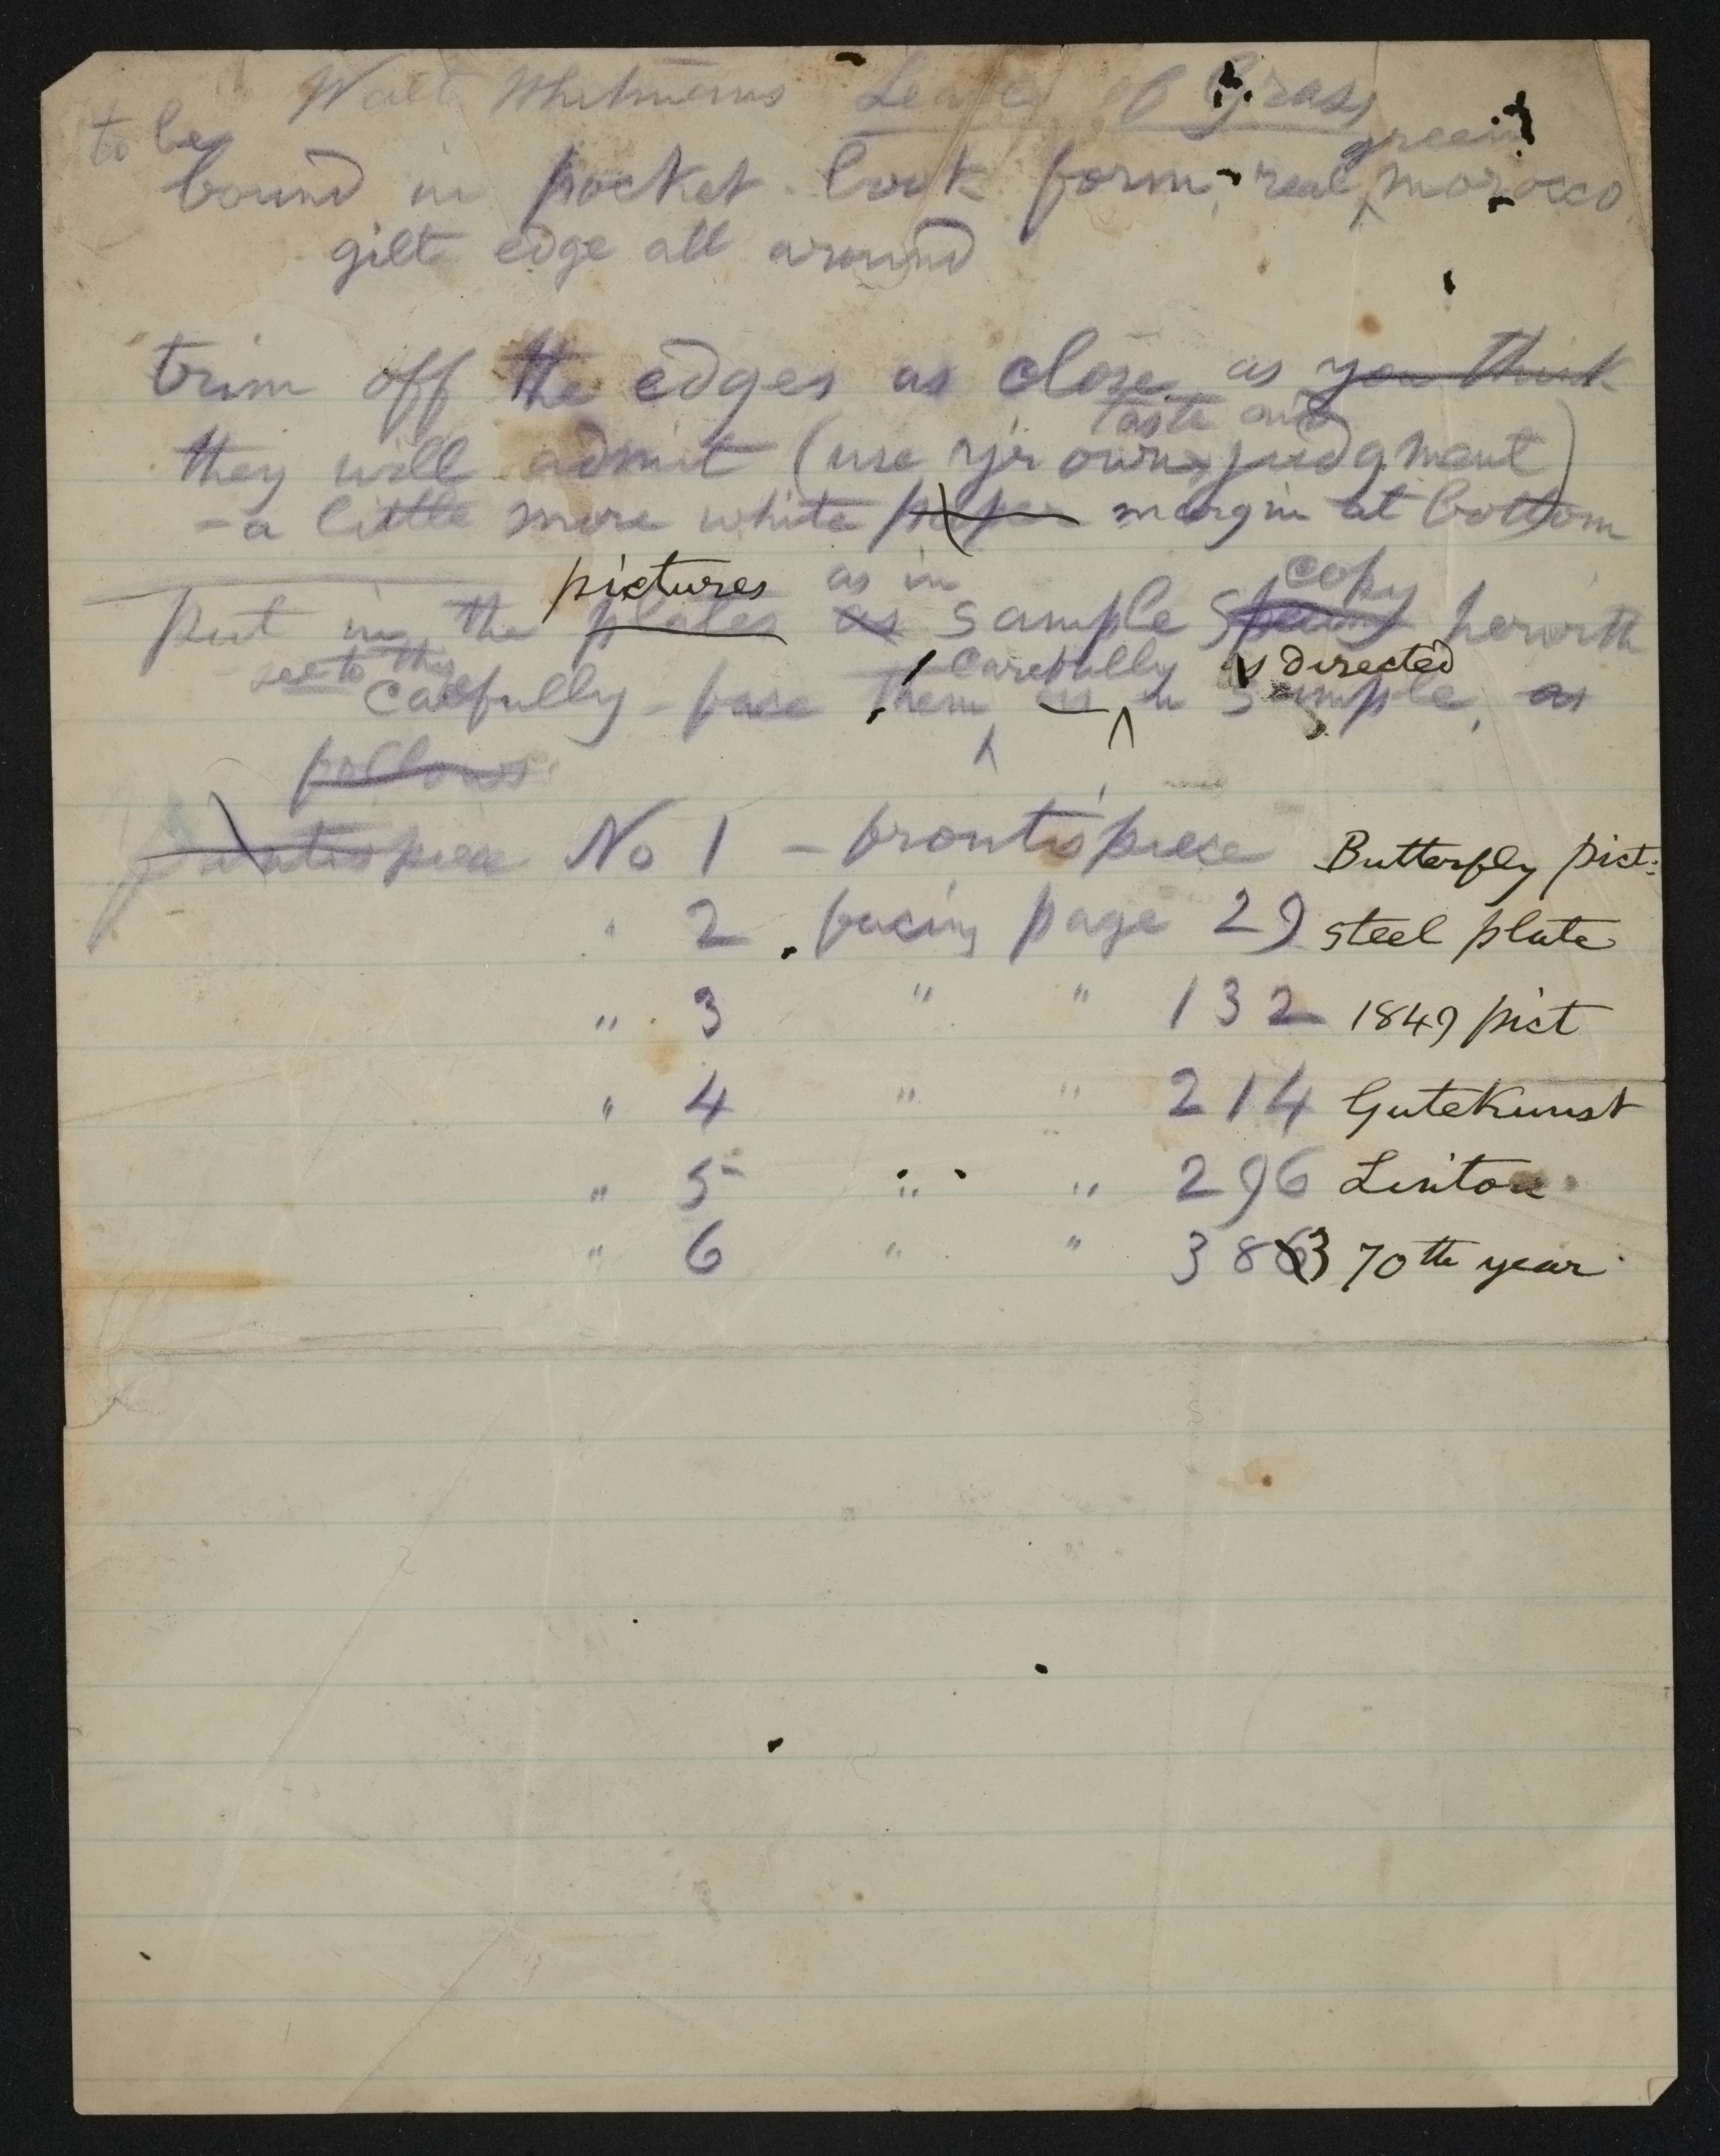 Walt Whitman's Leaves of Grass
to be
green
bound in pocket-book form, real ^ morocco
gilt edge all around
trim off the edges as close as you think
taste and
they will admit (use y'r own judgment)
- a little more white paper margin at bottom
pictures as in copy
Put in the plates as sample herewith
see to this carefully as directed
Carefully them ^ as ^ in sample, as
follows
frontispiece No 1 - frontispiece Butterfly pict:
" 2 facing page 29 steel plate
" 3 " " 132 1849 pict
" 4 " " 214 Gutekunst
" 5 " " 296 Linton
" 6 " " 3863 70th year